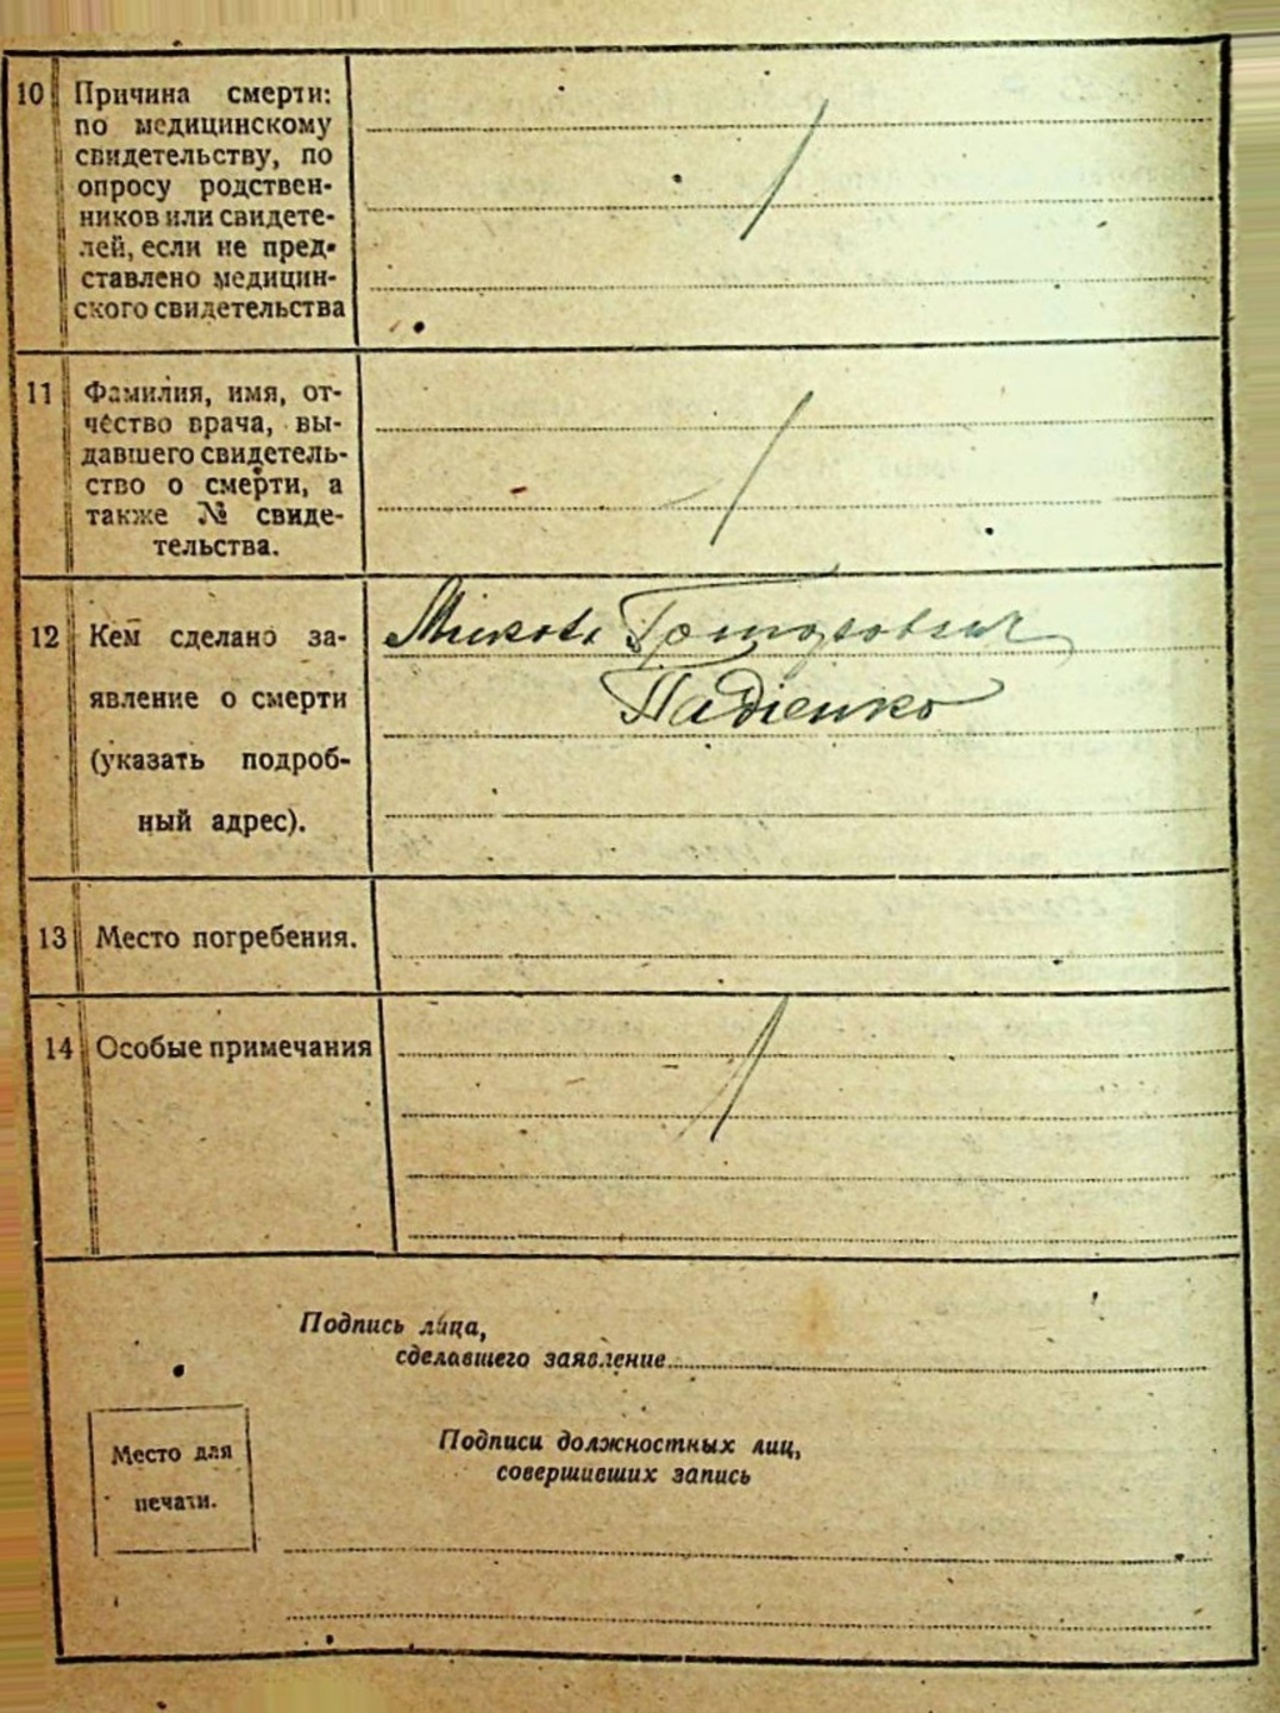 10 Причина смерти:
по медицинскому
свидетельству, по
опросу родствен-
ников или свидете-
лей, если не пред-
ставлено медицин-
ского свидетельства
11 Фамилия, имя, от-
чество врача, вы-
давшего свидетель-
ство о смерти, а
также № свиде-
тельства.
12 Кем сделано за-
явление о смерти
(указать подроб-
ный адрес).
Падіенко
13 Место погребения.
14 Особые примечания
Подпись лица,
сделавшего заявление
Место для
печати.
Подписи должностных лиц,
совершивших запись